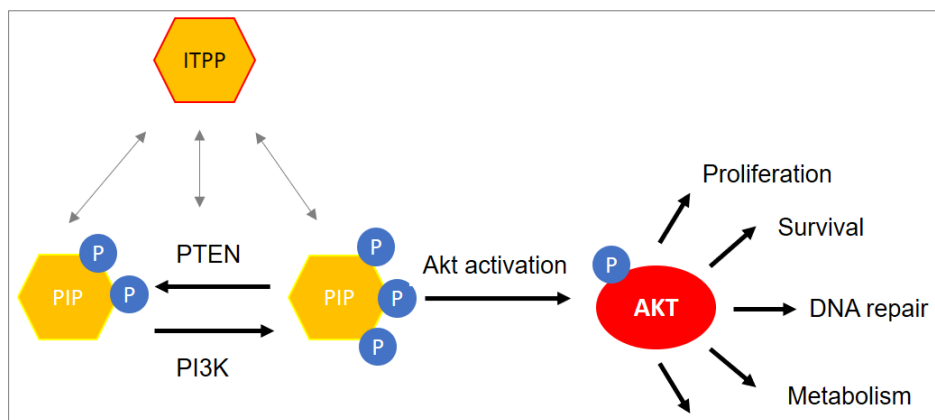 ITPP
Proliferation
Survival
P
PTEN
P
Akt activation
P
PIP
P
PIP
P
AKT
DNA repair
P
PI3K
Metabolism